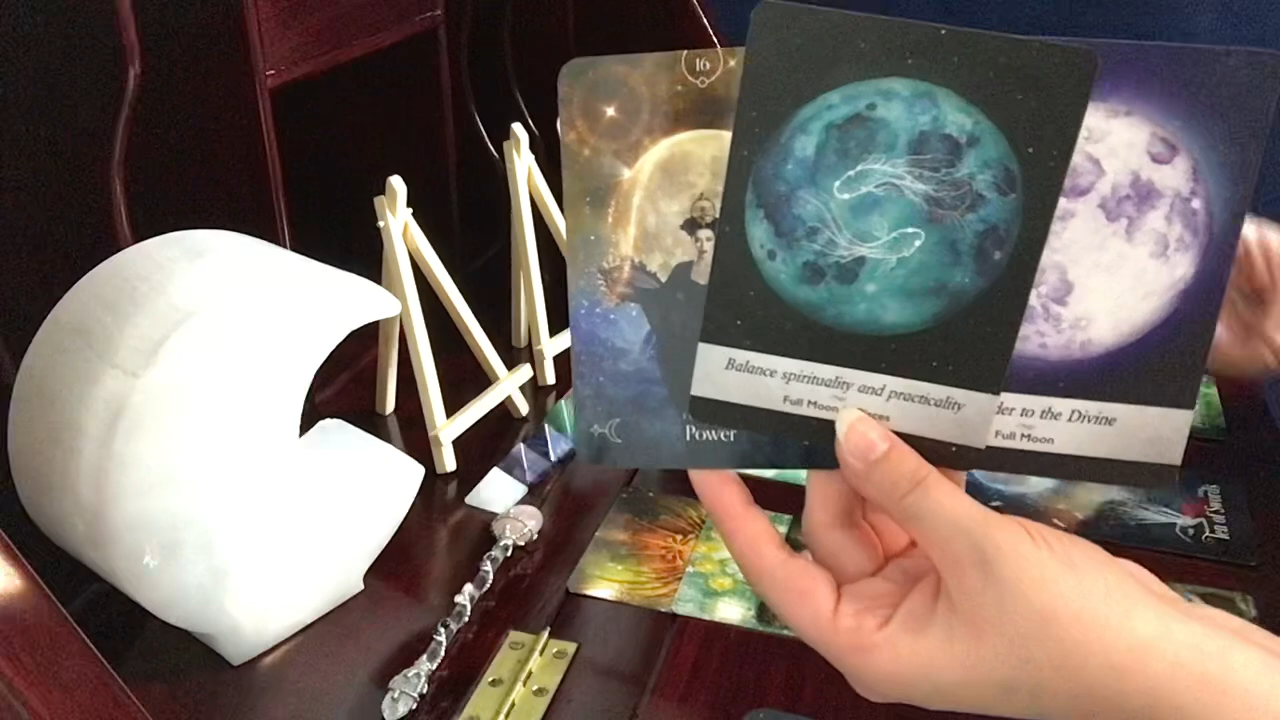 16
Power
Balance spirituality and practicality
Full Moon
der to the Divine
Full Moon
Ten of Swords